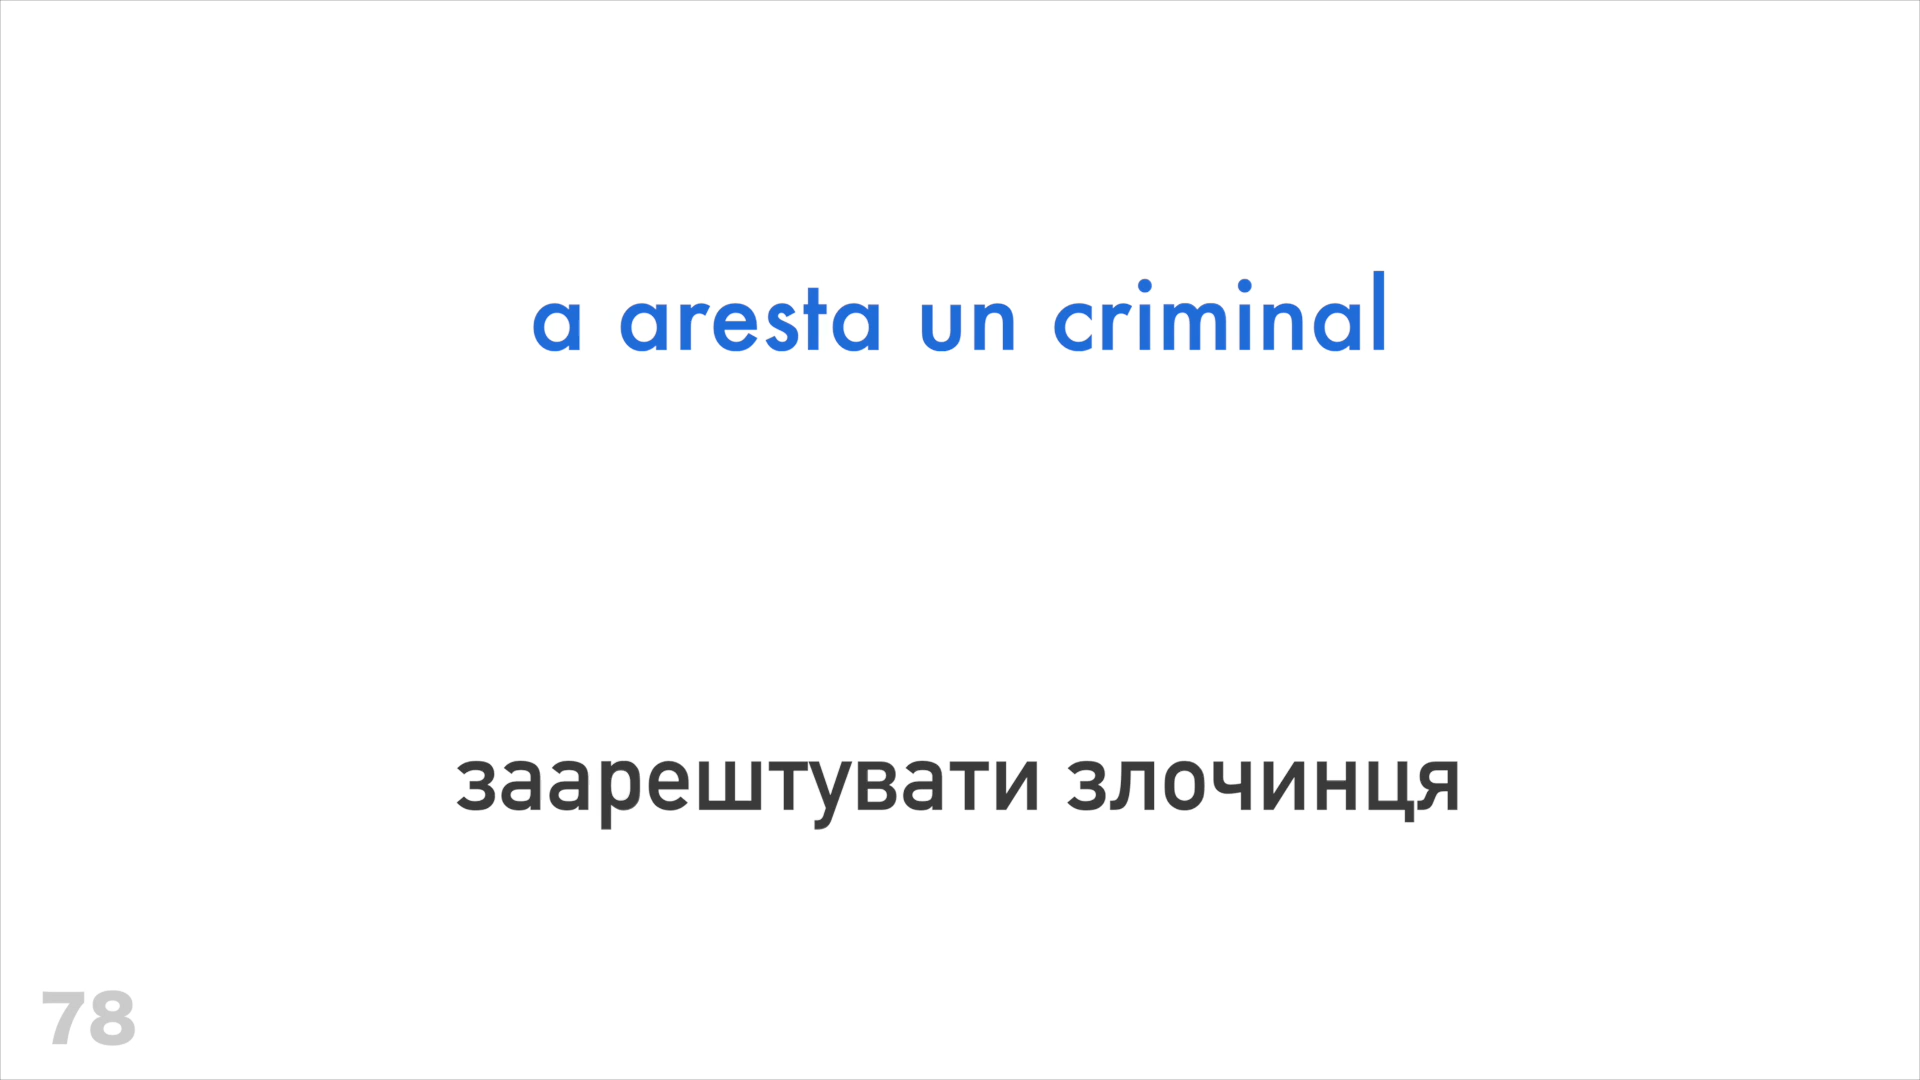 a aresta un criminal
заарештувати злочинця
78